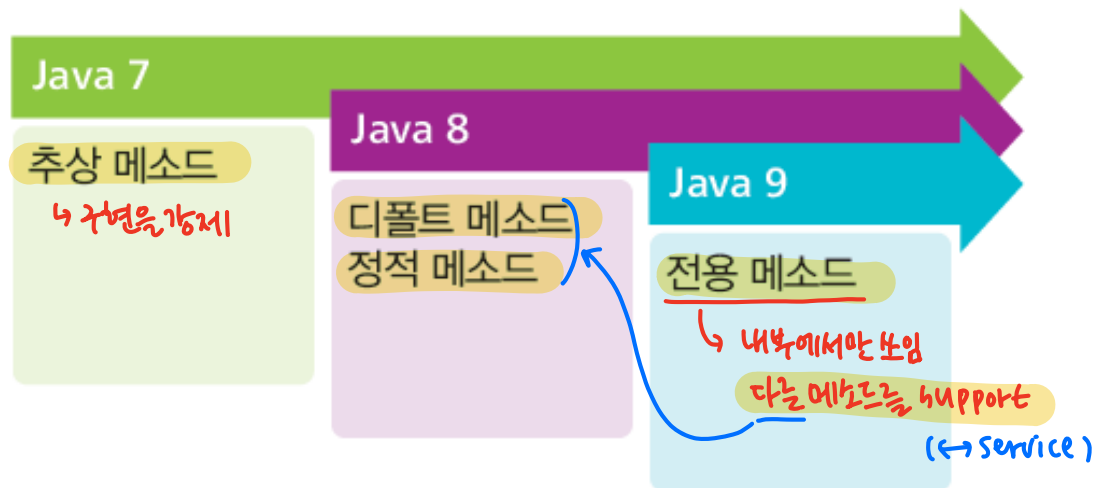 Java 7
추상 메소드
↳ 구현을 강제
Java 8
디폴트 메소드
정적 메소드
Java 9
전용 메소드
↳ 내부에서만 쓰임
다른 메소드를 support
(↔ service)